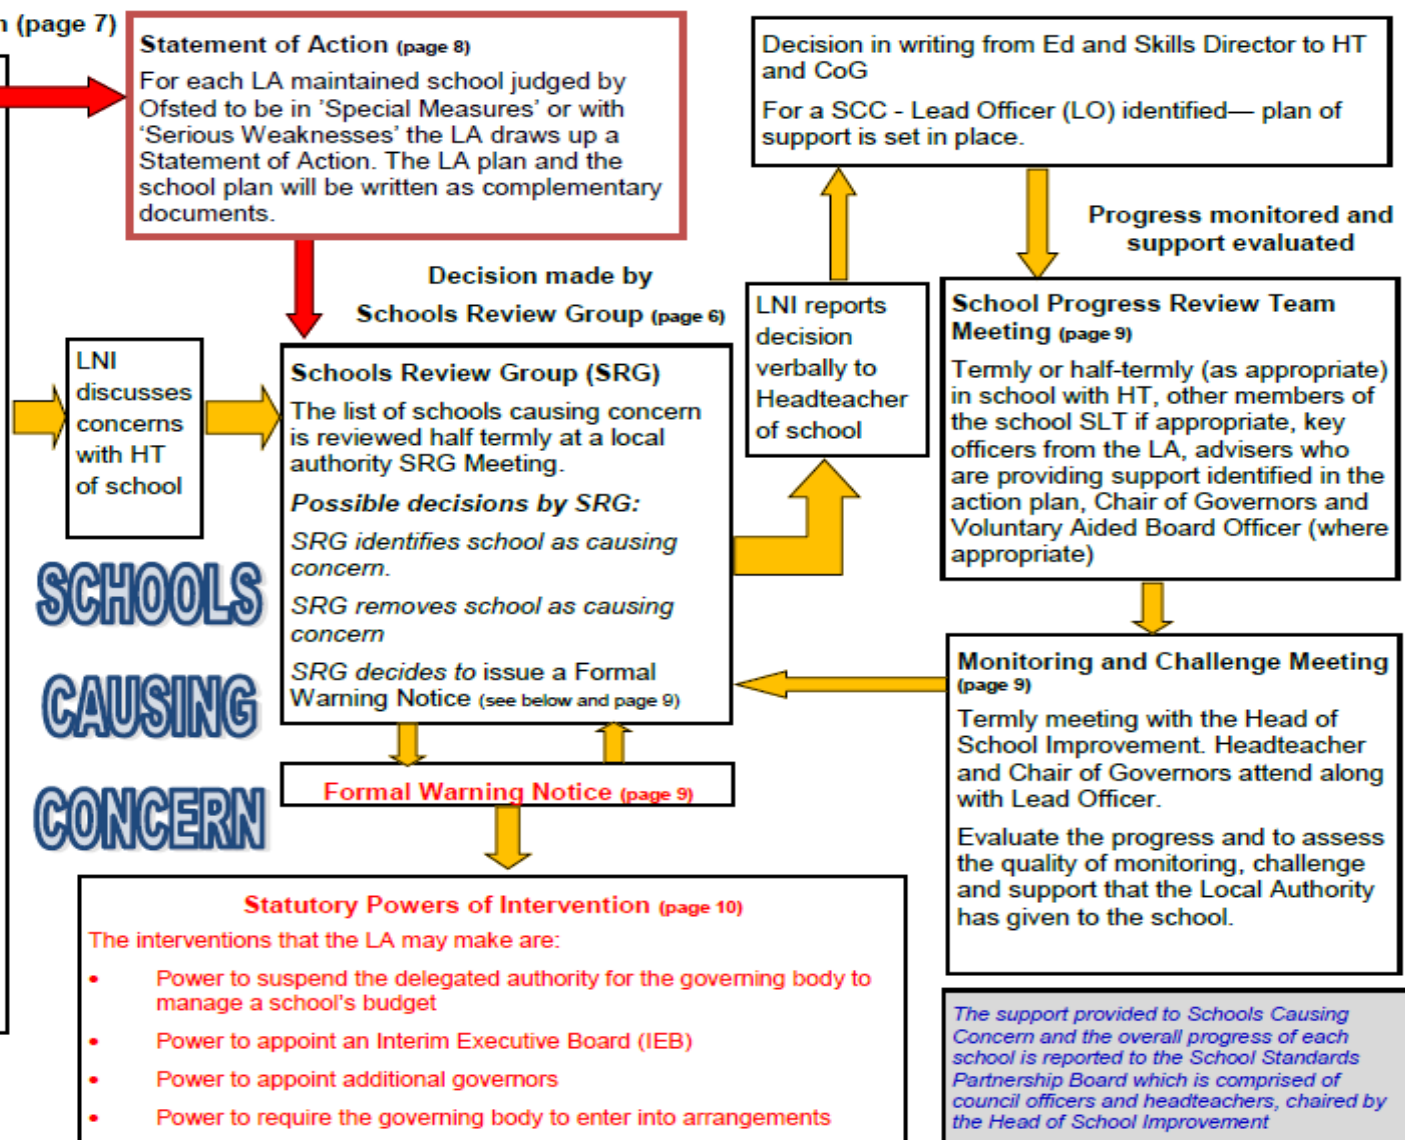 n (page 7)
Statement of Action (page 8)
For each LA maintained school judged by
Ofsted to be in 'Special Measures' or with
‘Serious Weaknesses’ the LA draws up a
Statement of Action. The LA plan and the
school plan will be written as complementary
documents.
Decision in writing from Ed and Skills Director to HT
and CoG
For a SCC - Lead Officer (LO) identified— plan of
support is set in place.
Progress monitored and
support evaluated
Decision made by
Schools Review Group (page 6)
LNI
discusses
concerns
with HT
of school
Schools Review Group (SRG)
The list of schools causing concern
is reviewed half termly at a local
authority SRG Meeting.
Possible decisions by SRG:
SRG identifies school as causing
concern.
SRG removes school as causing
concern
SRG decides to issue a Formal
Warning Notice (see below and page 9)
LNI reports
decision
verbally to
Headteacher
of school
School Progress Review Team
Meeting (page 9)
Termly or half-termly (as appropriate)
in school with HT, other members of
the school SLT if appropriate, key
officers from the LA, advisers who
are providing support identified in the
action plan, Chair of Governors and
Voluntary Aided Board Officer (where
appropriate)
SCHOOLS
CAUSING
CONCERN
Monitoring and Challenge Meeting
(page 9)
Termly meeting with the Head of
School Improvement. Headteacher
and Chair of Governors attend along
with Lead Officer.
Evaluate the progress and to assess
the quality of monitoring, challenge
and support that the Local Authority
has given to the school.
Formal Warning Notice (page 9)
Statutory Powers of Intervention (page 10)
The interventions that the LA may make are:
• Power to suspend the delegated authority for the governing body to
manage a school's budget
• Power to appoint an Interim Executive Board (IEB)
• Power to appoint additional governors
• Power to require the governing body to enter into arrangements
The support provided to Schools Causing
Concern and the overall progress of each
school is reported to the School Standards
Partnership Board which is comprised of
council officers and headteachers, chaired by
the Head of School Improvement